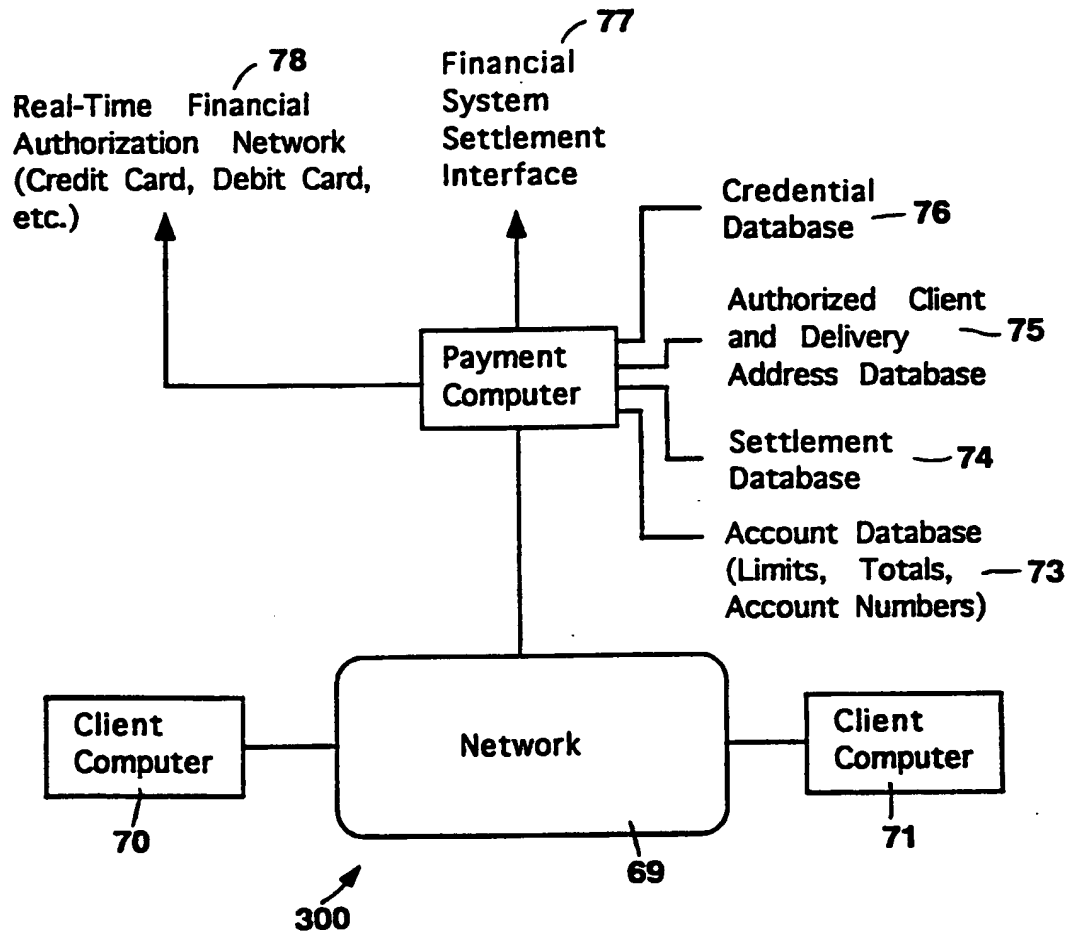 78
Real-Time Financial
Authorization Network
(Credit Card, Debit Card,
etc.)
77
Financial
System
Settlement
Interface
Credential
Database
76
Authorized Client
and Delivery
Address Database
75
Payment
Computer
Settlement
Database
74
Account Database
(Limits, Totals,
Account Numbers)
73
Client
Computer
70
Network
69
Client
Computer
71
300